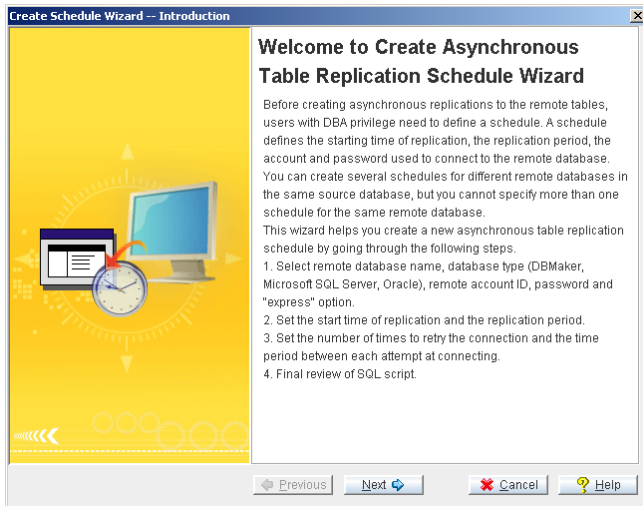 Create Schedule Wizard -- Introduction
Welcome to Create Asynchronous
Table Replication Schedule Wizard
Before creating asynchronous replications to the remote tables,
users with DBA privilege need to define a schedule. A schedule
defines the starting time of replication, the replication period, the
account and password used to connect to the remote database.
You can create several schedules for different remote databases in
the same source database, but you cannot specify more than one
schedule for the same remote database.
This wizard helps you create a new asynchronous table replication
schedule by going through the following steps.
1. Select remote database name, database type (DBMaker,
Microsoft SQL Server, Oracle), remote account ID, password and
"express" option.
2. Set the start time of replication and the replication period.
3. Set the number of times to retry the connection and the time
period between each attempt at connecting.
4. Final review of SQL script.
Previous Next Cancel Help